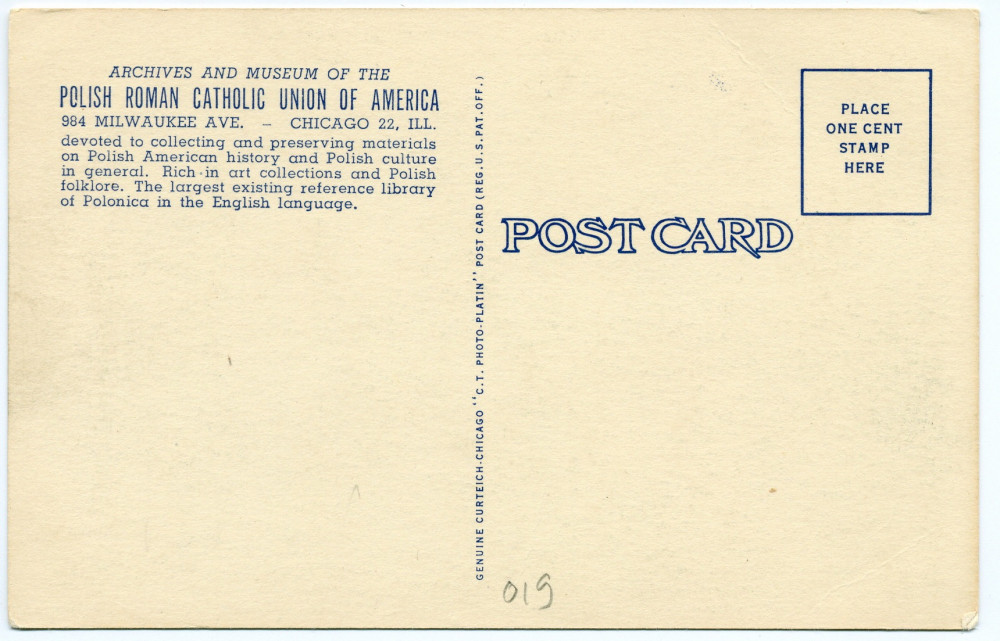 ARCHIVES AND MUSEUM OF THE
POLISH ROMAN CATHOLIC UNION OF AMERICA
984 MILWAUKEE AVE. – CHICAGO 22, ILL.
devoted to collecting and preserving materials
on Polish American history and Polish culture
in general. Rich in art collections and Polish
folklore. The largest existing reference library
of Polonica in the English language.
GENUINE CURTEICH-CHICAGO "C.T. PHOTO-PLATIN" POST CARD (REG. U.S. PAT. OFF.)
POST CARD
PLACE
ONE CENT
STAMP
HERE
019